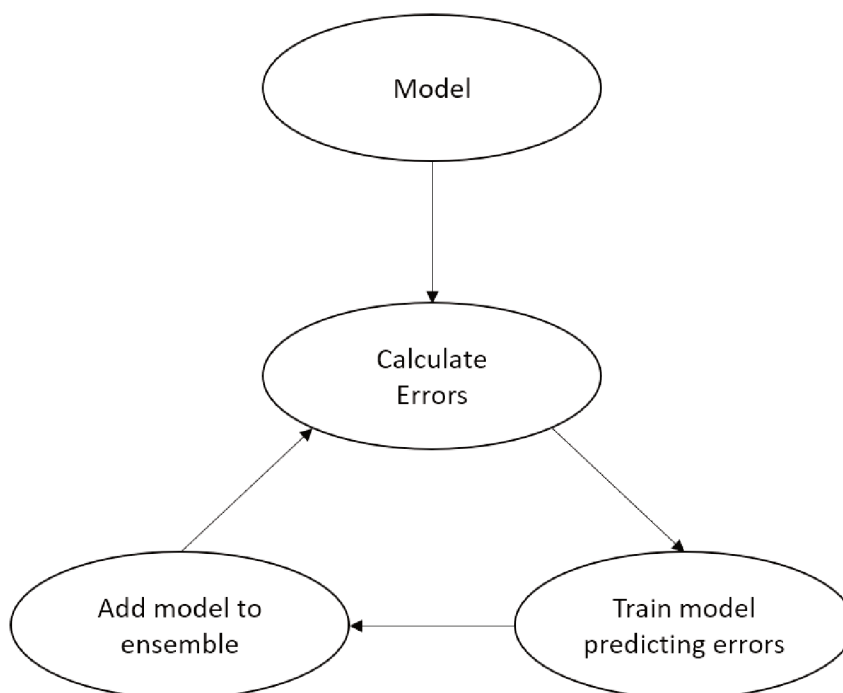 Model
Calculate
Errors
Add model to
ensemble
Train model
predicting errors